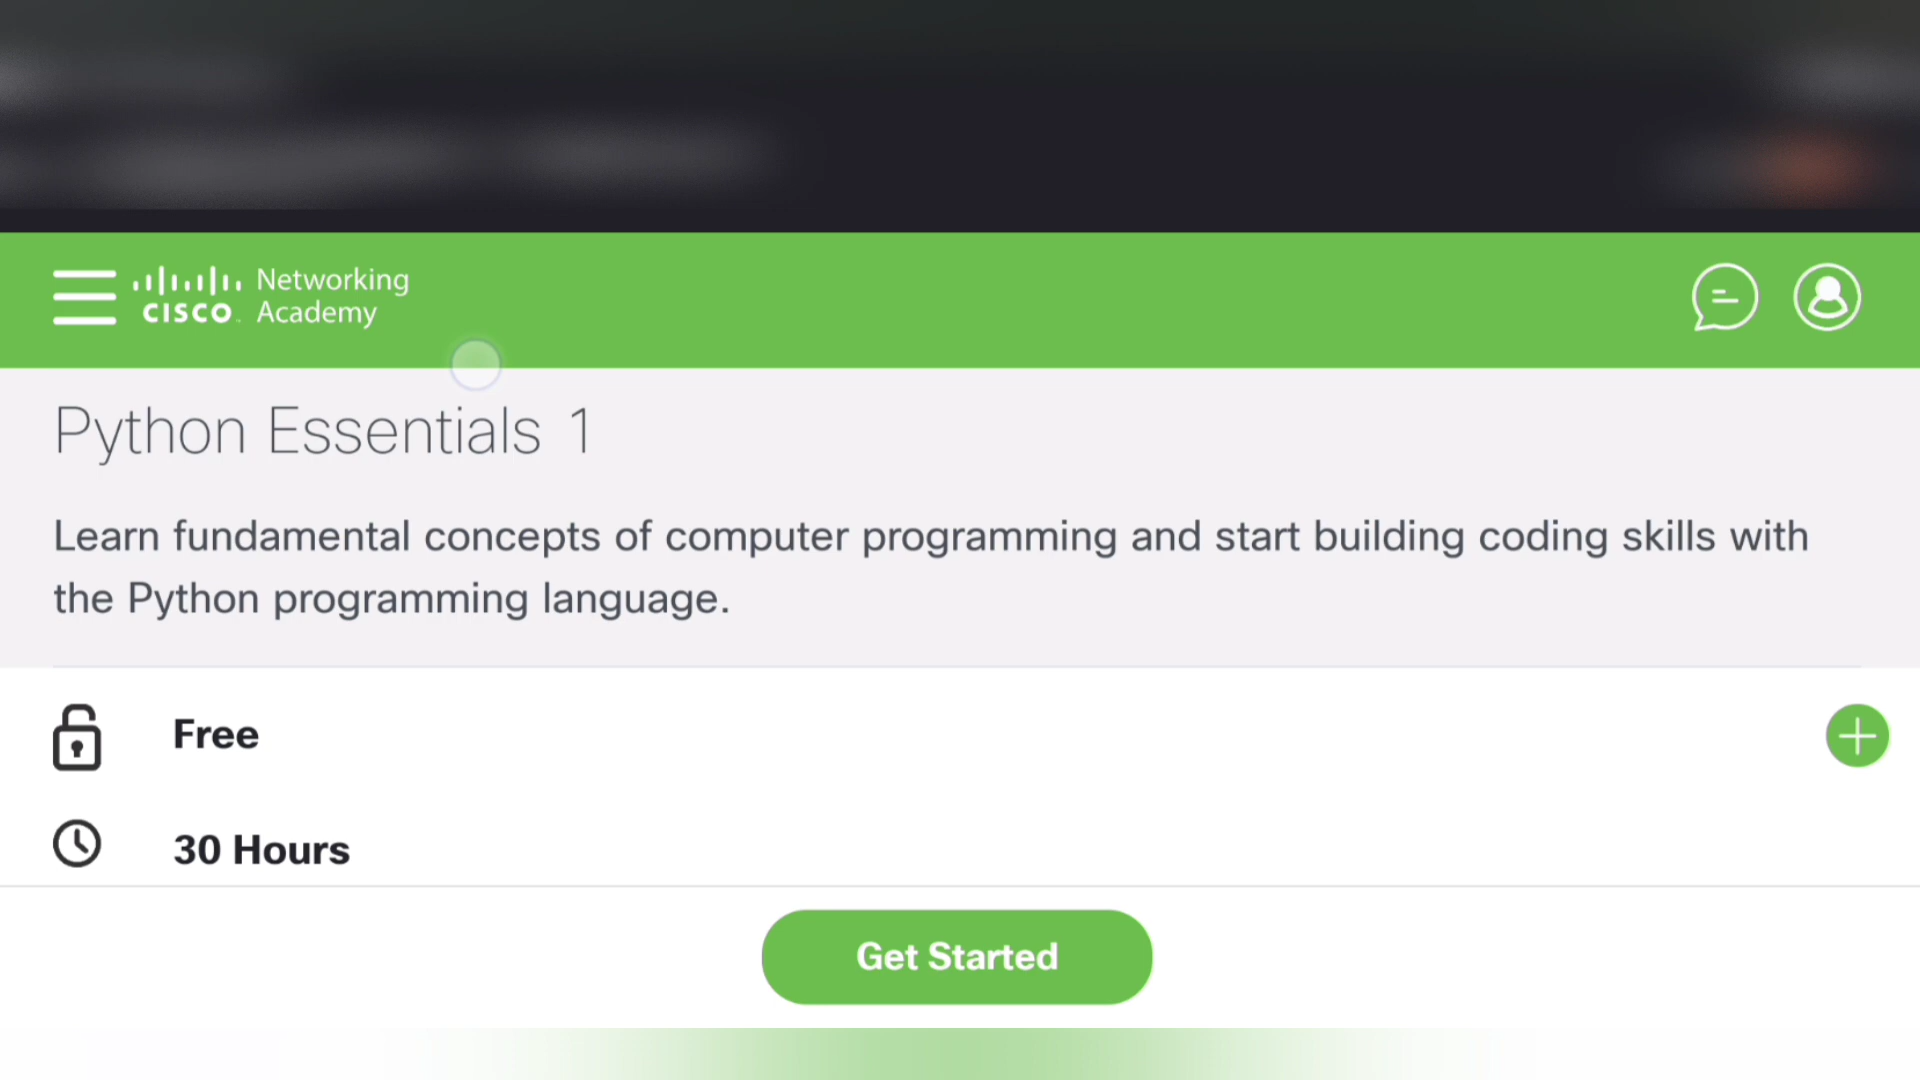 Networking
CISCO Academy
Python Essentials 1
Learn fundamental concepts of computer programming and start building coding skills with
the Python programming language.
Free
30 Hours
Get Started